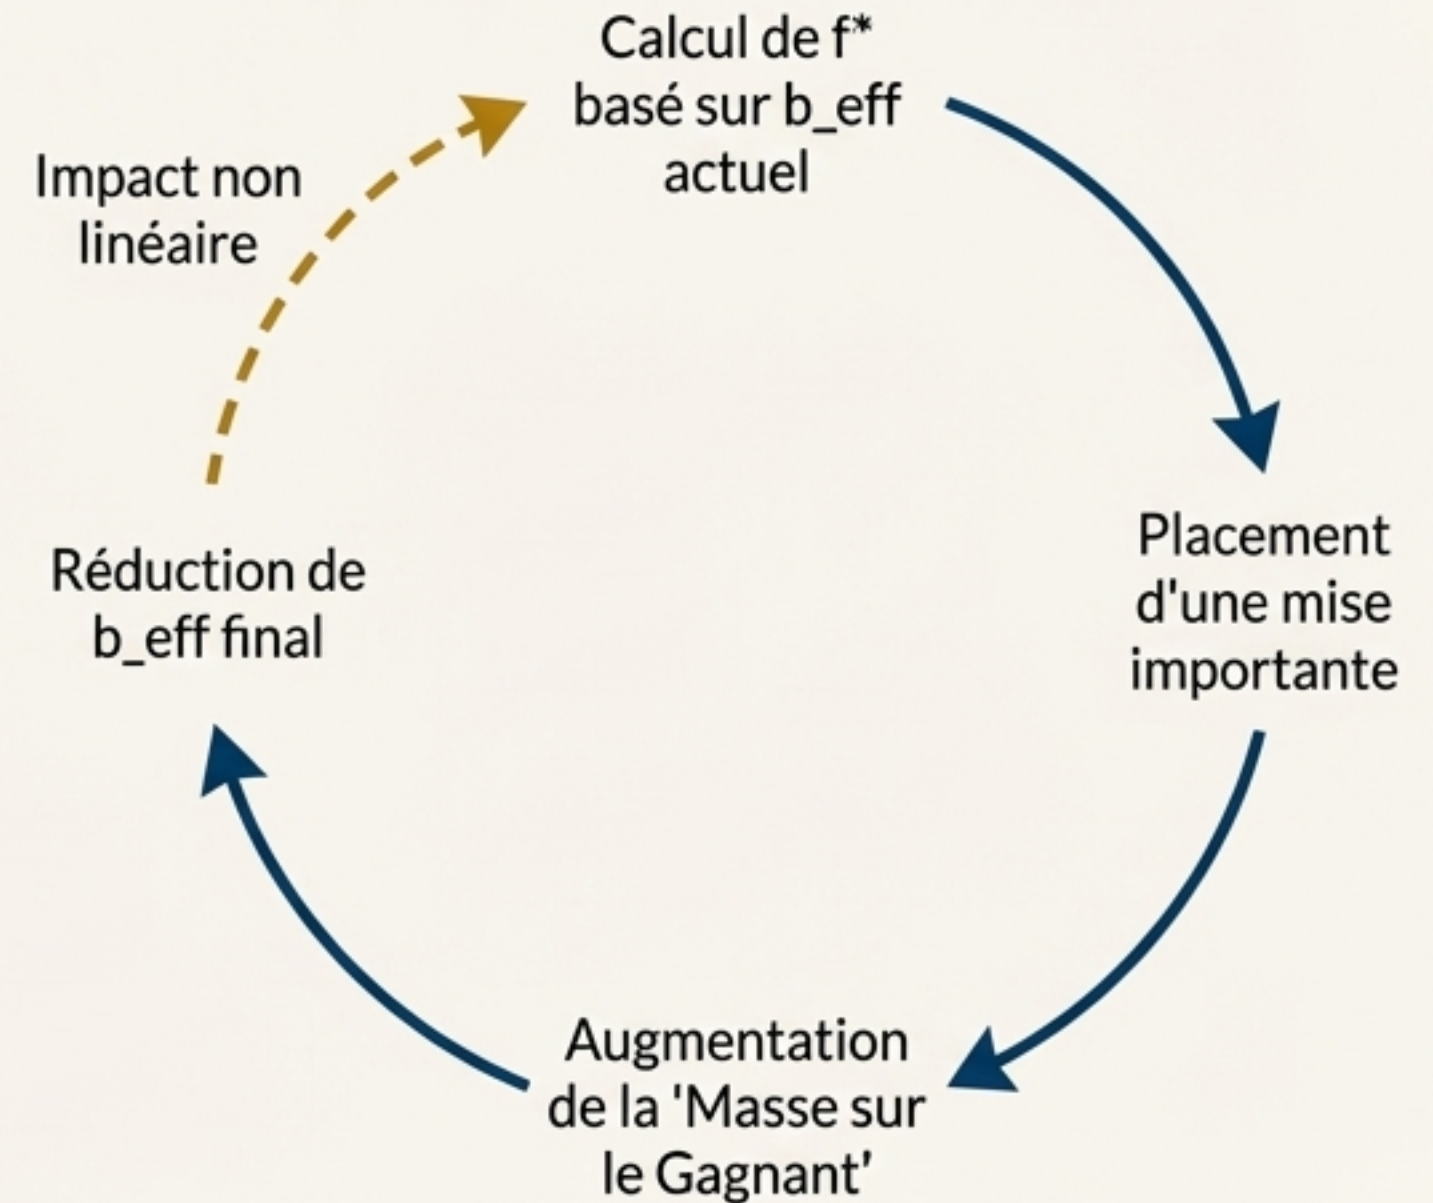 Calcul de f*
basé sur b_eff
actuel
Impact non
linéaire
Placement
d'une mise
importante
Réduction de
b_eff final
Augmentation
de la 'Masse sur
le Gagnant'